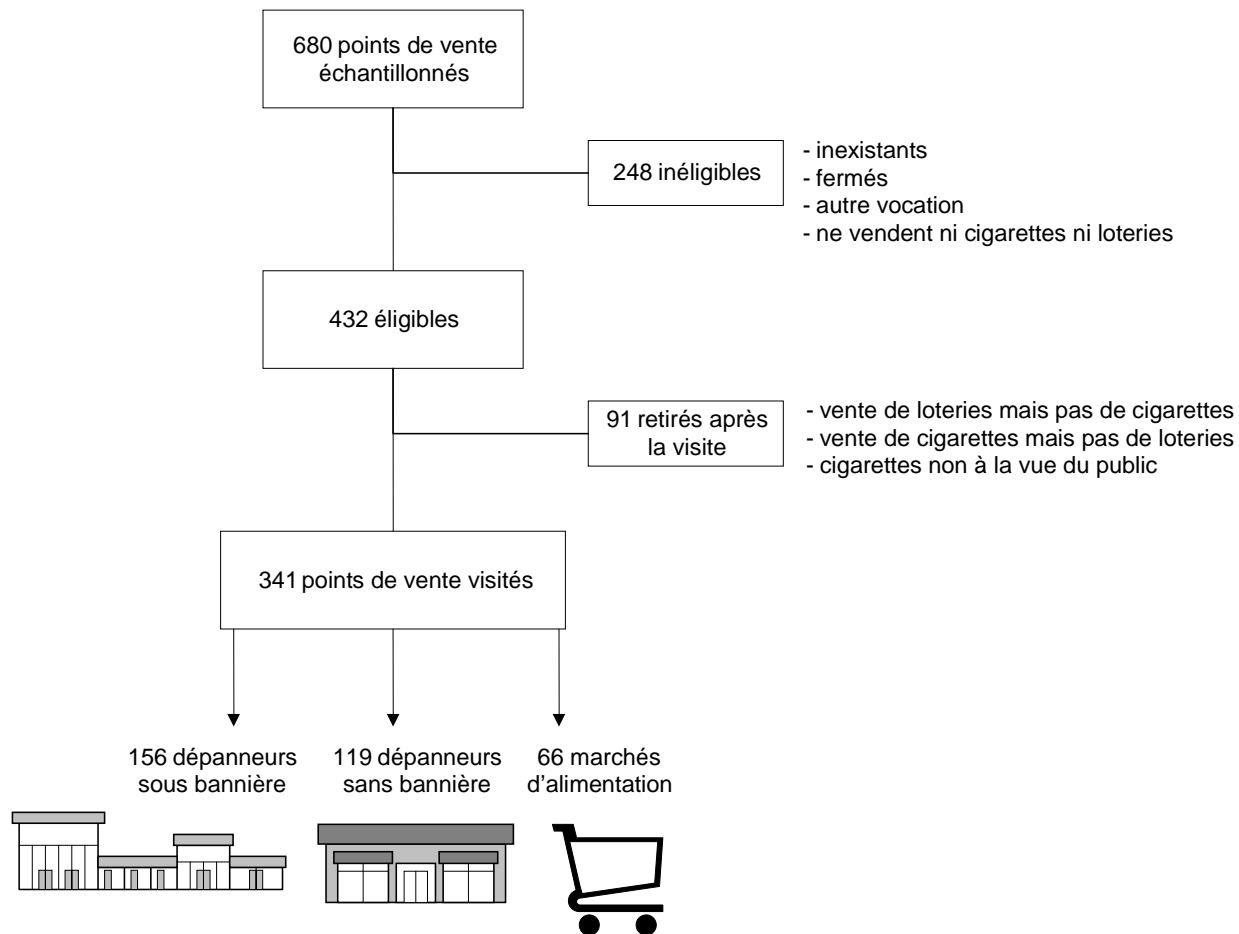 680 points de vente
échantillonnés
248 inéligibles
- inexistants
- fermés
- autre vocation
- ne vendent ni cigarettes ni loteries
432 éligibles
91 retirés après
la visite
- vente de loteries mais pas de cigarettes
- vente de cigarettes mais pas de loteries
- cigarettes non à la vue du public
341 points de vente visités
156 dépanneurs
sous bannière
119 dépanneurs
sans bannière
66 marchés
d'alimentation